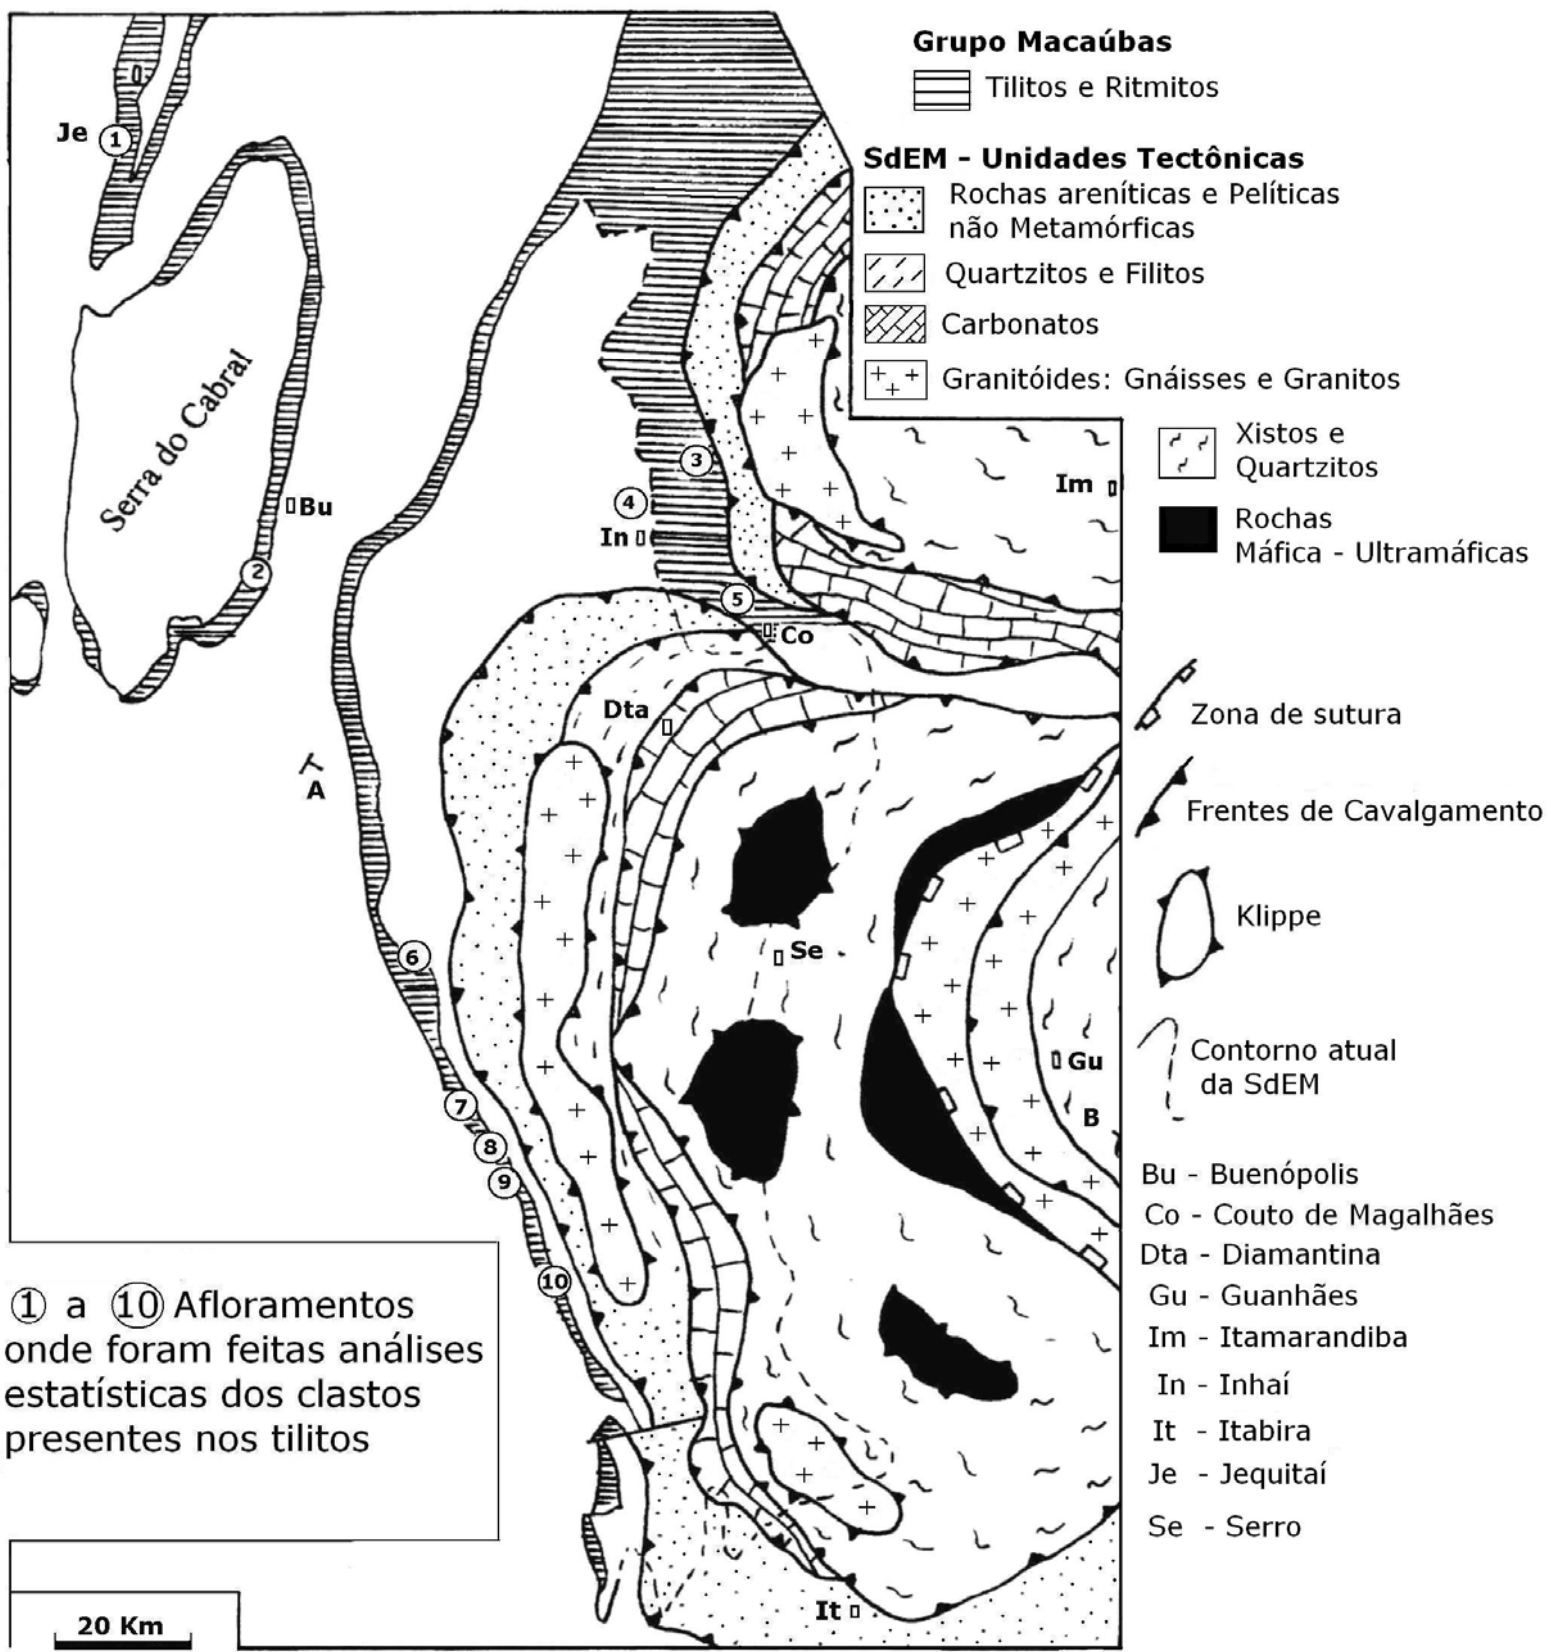 Grupo Macaúbas
Tilitos e Ritmitos
SdEM - Unidades Tectônicas
Rochas areníticas e Pelíticas
não Metamórficas
Quartzitos e Filitos
Carbonatos
Granitóides: Gnáisses e Granitos
Xistos e
Quartzitos
Rochas
Máfica - Ultramáficas
Zona de sutura
Frentes de Cavalgamento
Klippe
Contorno atual
da SdEM
Bu - Buenópolis
Co - Couto de Magalhães
Dta - Diamantina
Gu - Guanhães
Im - Itamarandiba
In - Inhaí
It - Itabira
Je - Jequitaí
Se - Serro
Je
1
Serra do Cabral
Bu
2
3
4
In
5
Co
Im
Dta
A
Se
6
Gu
B
7
8
9
10
It
1 a 10 Afloramentos
onde foram feitas análises
estatísticas dos clastos
presentes nos tilitos
20 Km